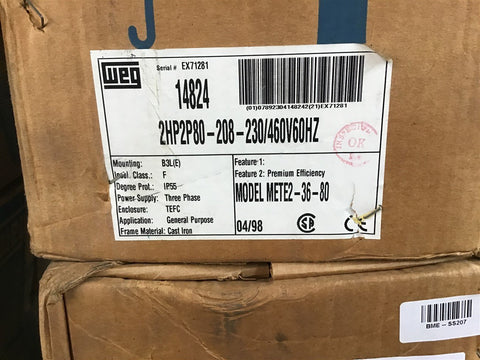 J
WEG
Serial # EX71281
14824
(01)07892304148242(21)EX71281
2HP2P80-208-230/460V60HZ
OK
Mounting: B3L(E)
Insul. Class.: F
Degree Prot.: IP55
Power-Supply: Three Phase
Enclosure: TEFC
Application: General Purpose
Frame Material: Cast Iron
Feature 1:
Feature 2: Premium Efficiency
MODEL METE2-36-80
04/98
SA
CE
BME - SS207